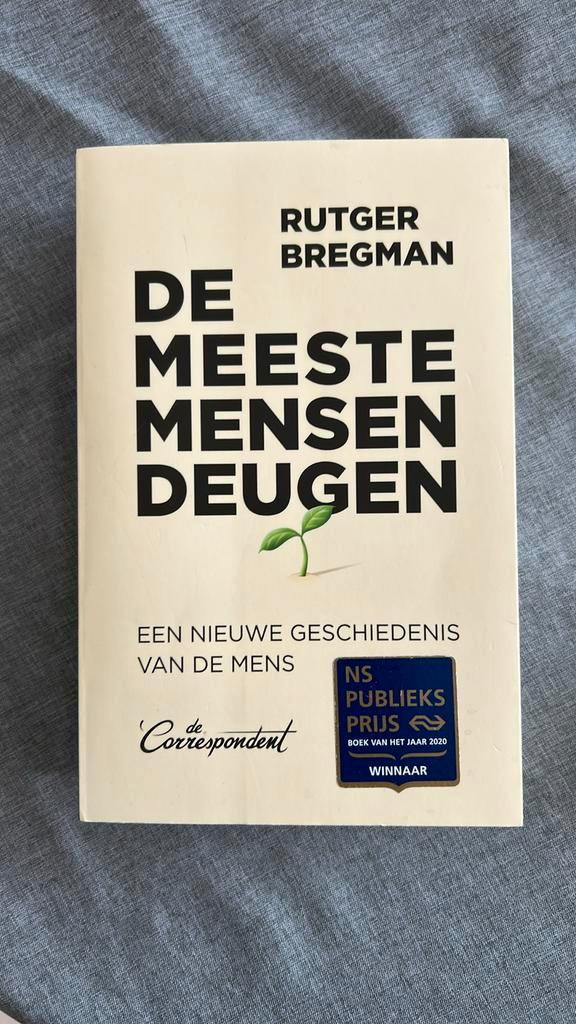 RUTGER
BREGMAN
DE
MEESTE
MENSEN
DEUGEN
EEN NIEUWE GESCHIEDENIS
VAN DE MENS
de
Correspondent
NS
PUBLIEKS
PRIJS
BOEK VAN HET JAAR 2020
WINNAAR